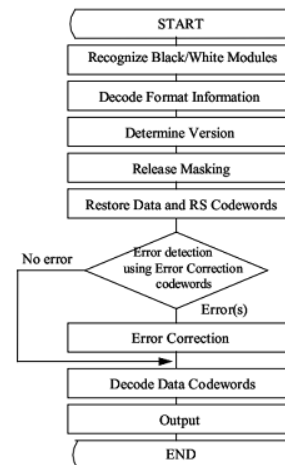 START
Recognize Black/White Modules
Decode Format Information
Determine Version
Release Masking
Restore Data and RS Codewords
Error detection
using Error Correction
codewords
No error
Error(s)
Error Correction
Decode Data Codewords
Output
END